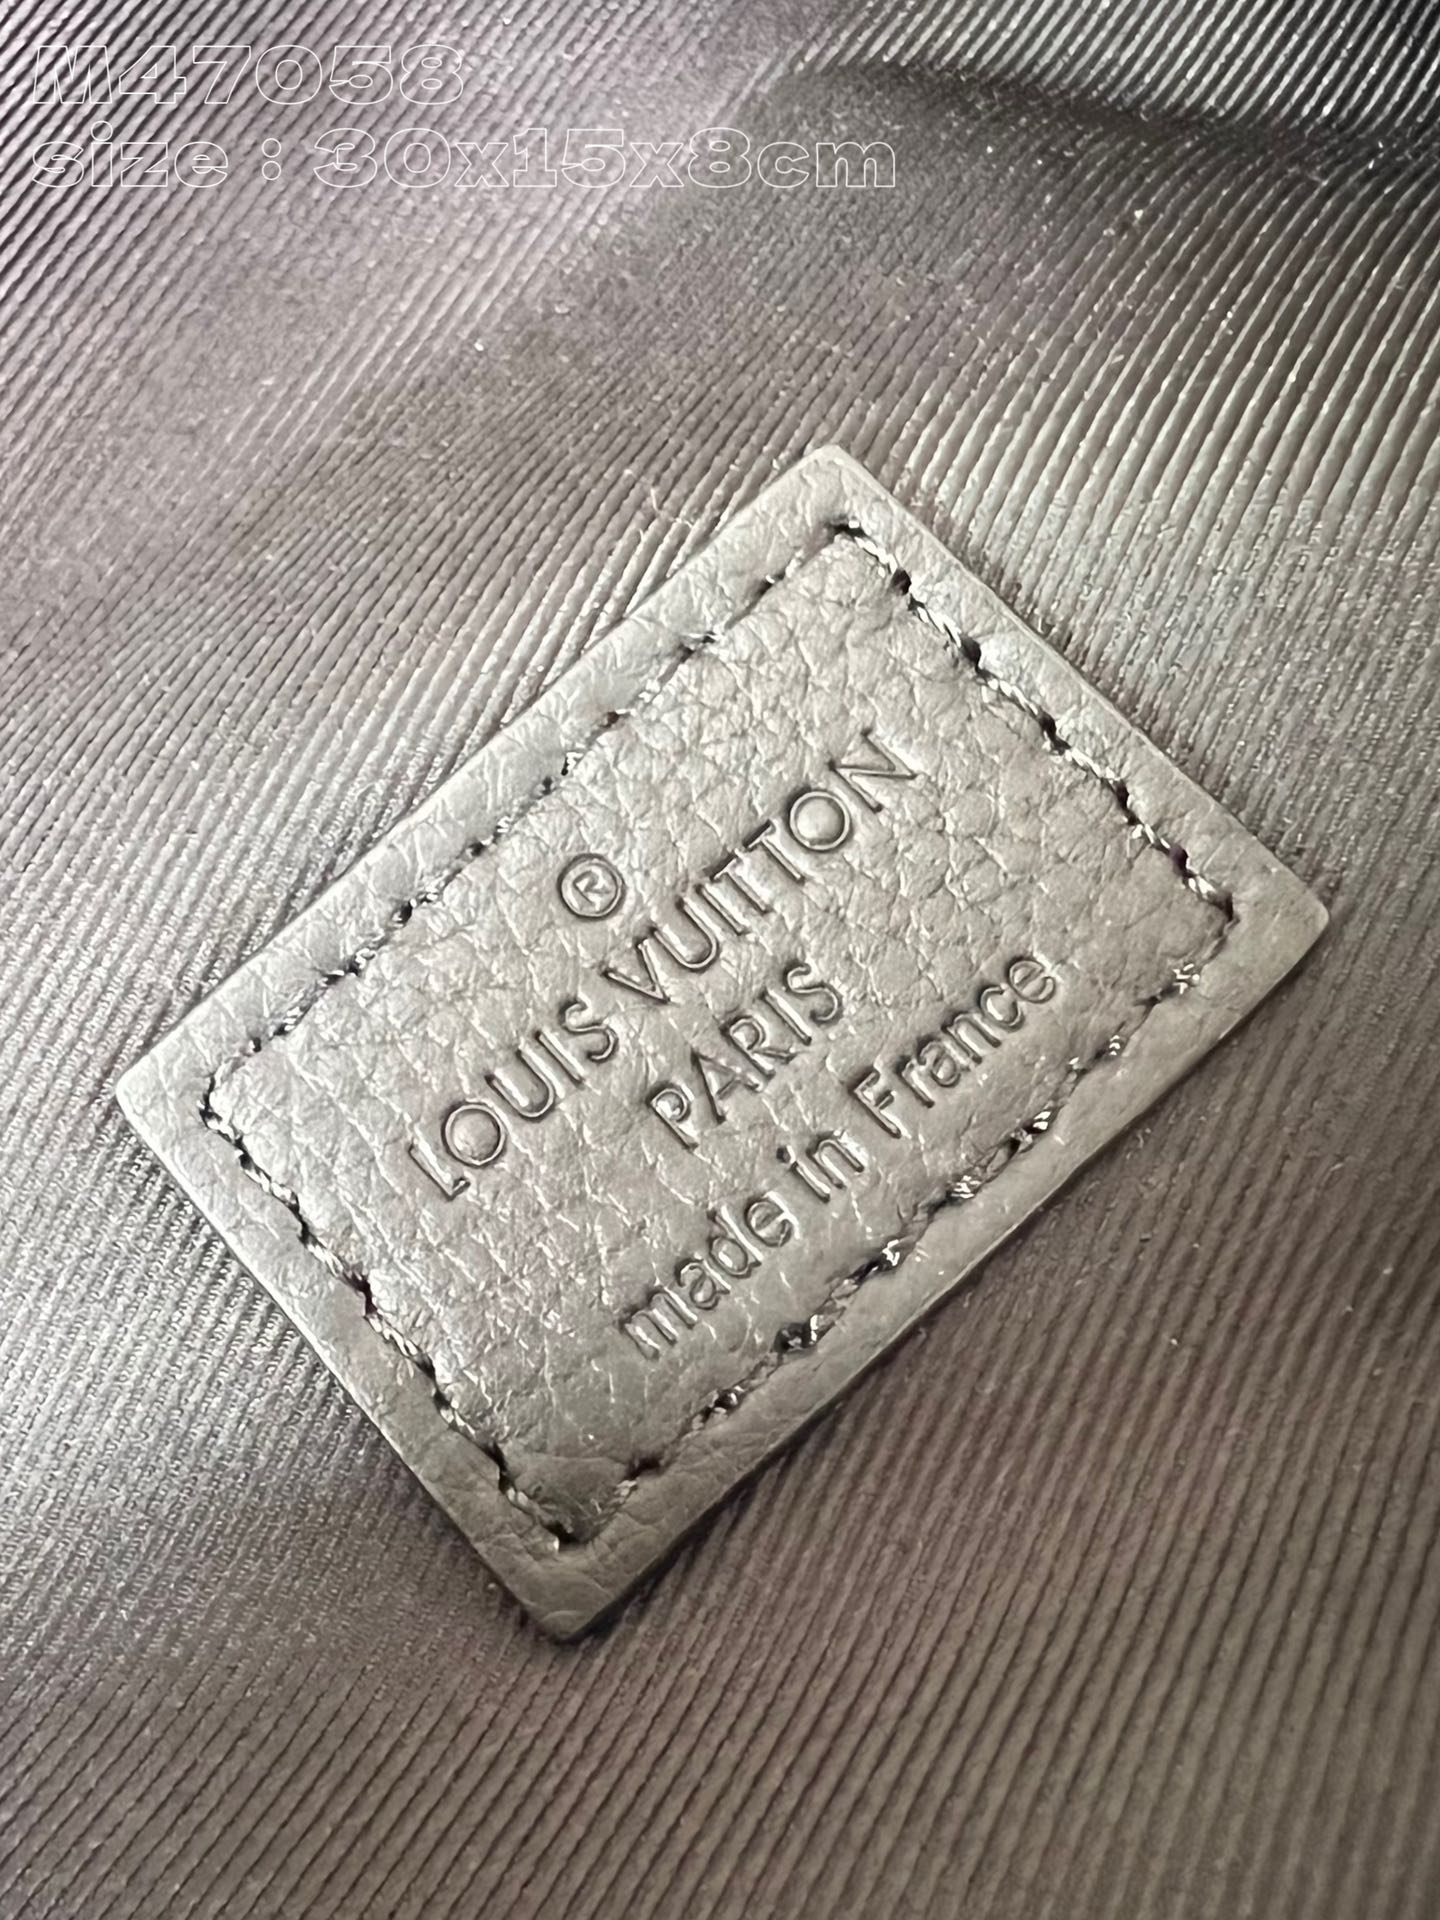 M47058
size : 30x15x8cm
®
LOUIS VUITTON
PARIS
made in France